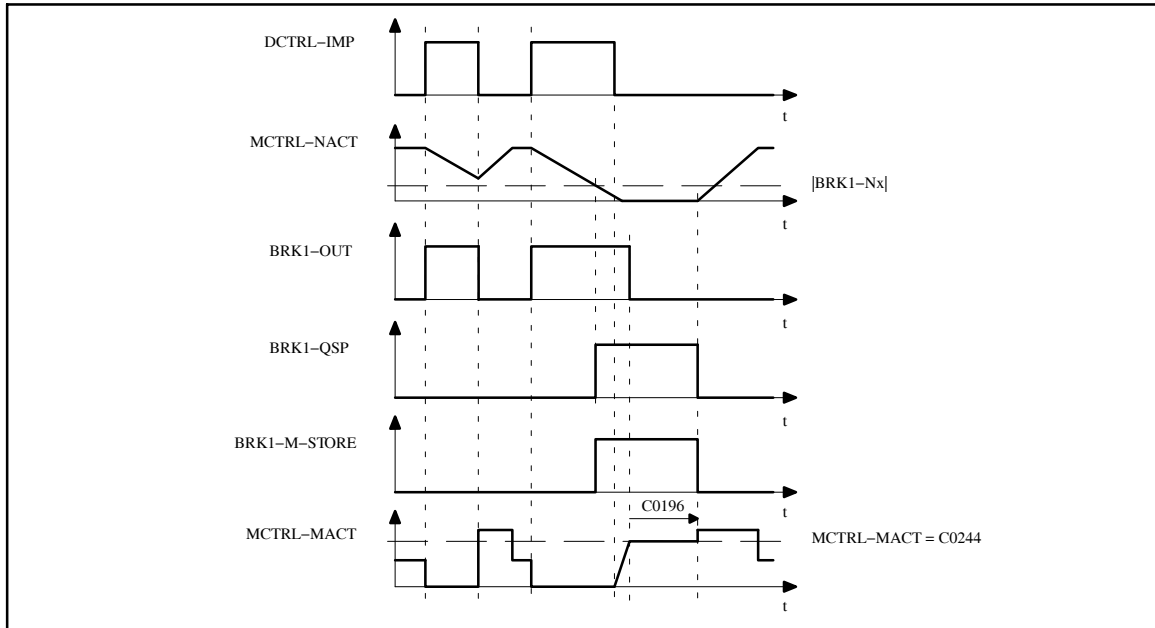 DCTRL−IMP
t
MCTRL−NACT
|BRK1−Nx|
t
BRK1−OUT
t
BRK1−QSP
t
BRK1−M−STORE
t
C0196
MCTRL−MACT
MCTRL−MACT = C0244
t